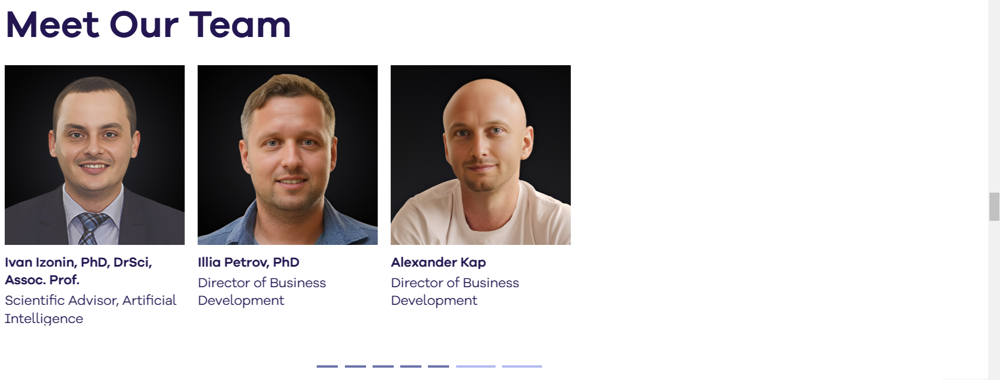 Meet Our Team
Ivan Izonin, PhD, DrSci,
Assoc. Prof.
Scientific Advisor, Artificial
Intelligence
Illia Petrov, PhD
Director of Business
Development
Alexander Kap
Director of Business
Development